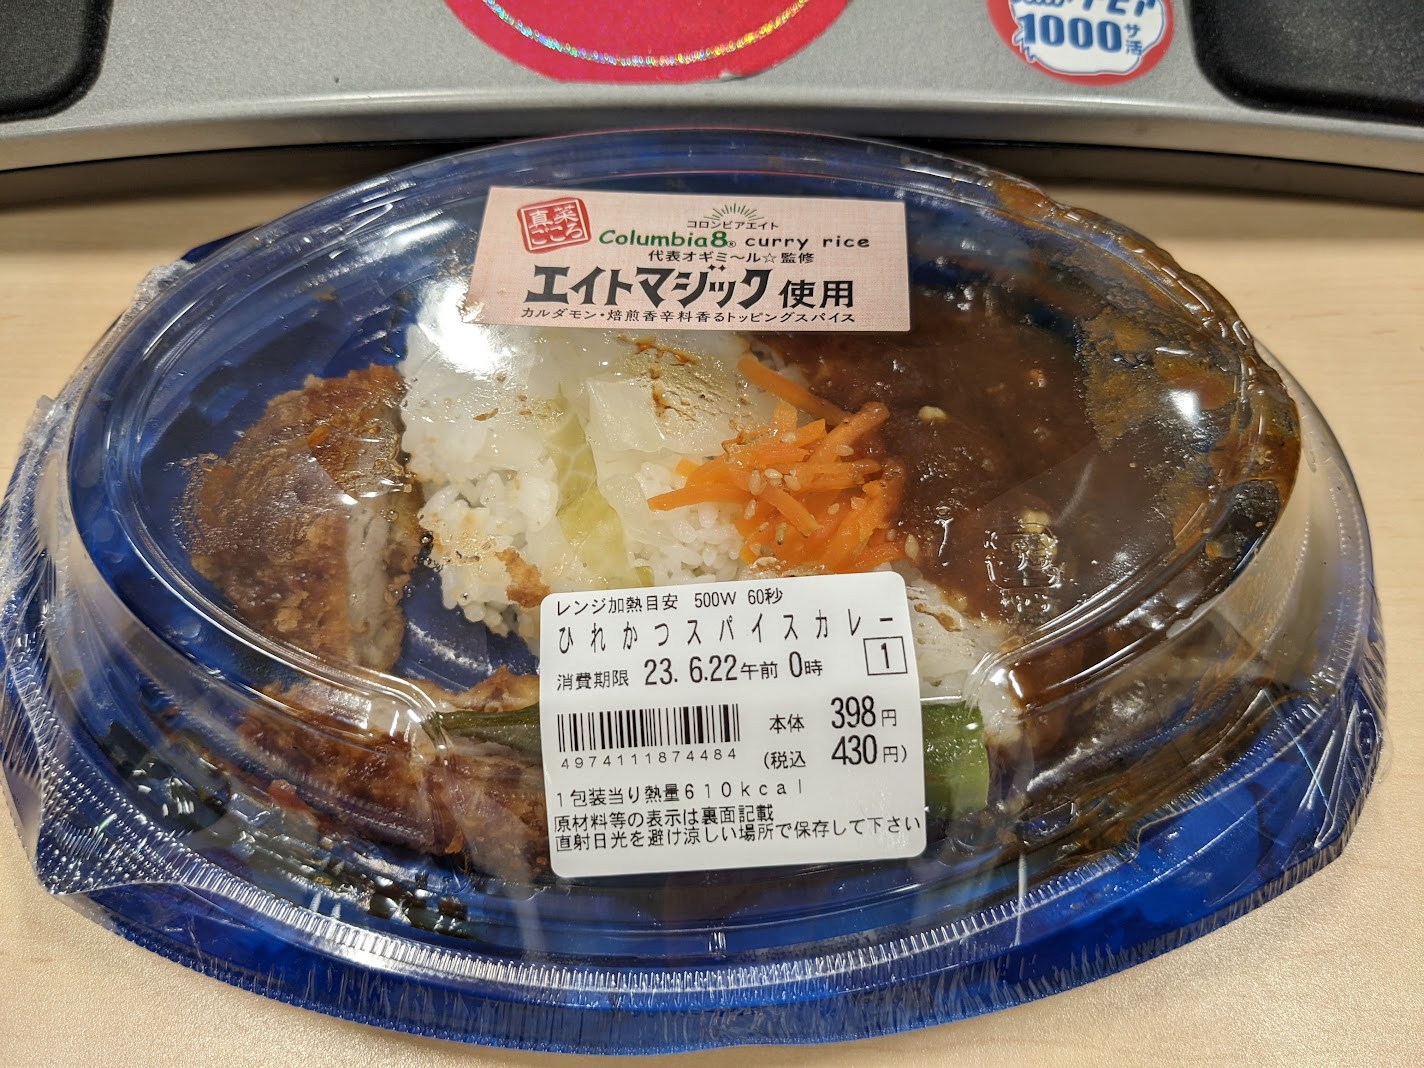 1000サ活
真菜
ごころ
コロンビアエイト
Columbia8® curry rice
代表オギミ〜ル☆監修
エイトマジック使用
カルダモン・焙煎香辛料香るトッピングスパイス
レンジ加熱目安 500W 60秒
ひれかつスパイスカレー
1
消費期限 23. 6.22午前 0時
本体 398円
4974111874484
(税込 430円)
1包装当り熱量610kcal
原材料等の表示は裏面記載
直射日光を避け涼しい場所で保存して下さい